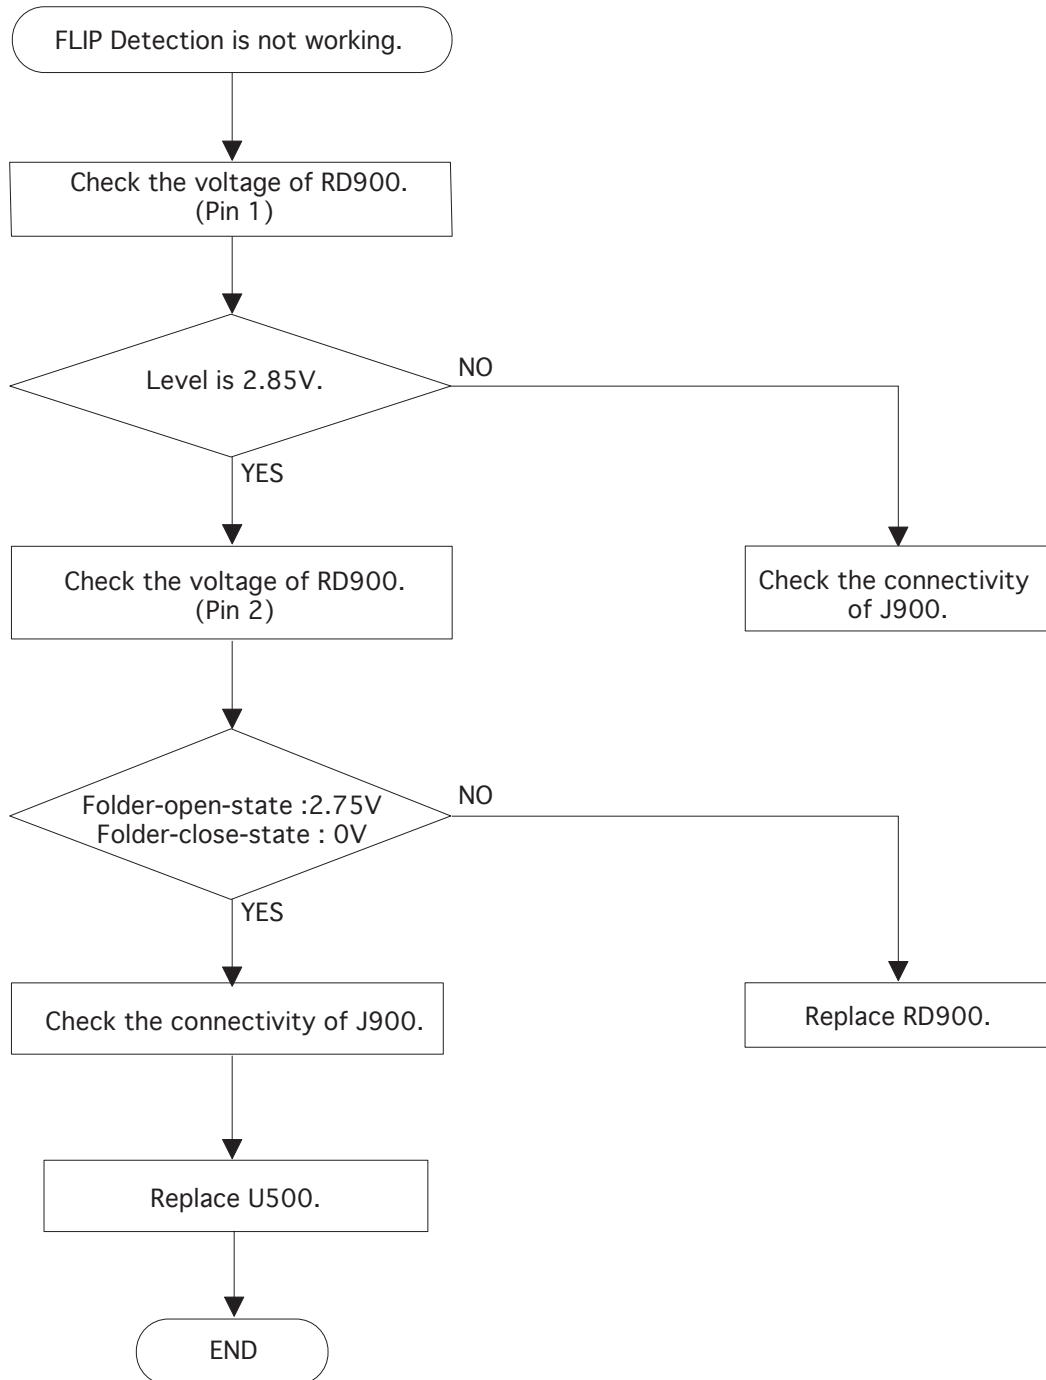 FLIP Detection is not working.
Check the voltage of RD900.
(Pin 1)
Level is 2.85V.
NO
YES
Check the voltage of RD900.
(Pin 2)
Check the connectivity
of J900.
Folder-open-state :2.75V
Folder-close-state : 0V
NO
YES
Check the connectivity of J900.
Replace RD900.
Replace U500.
END